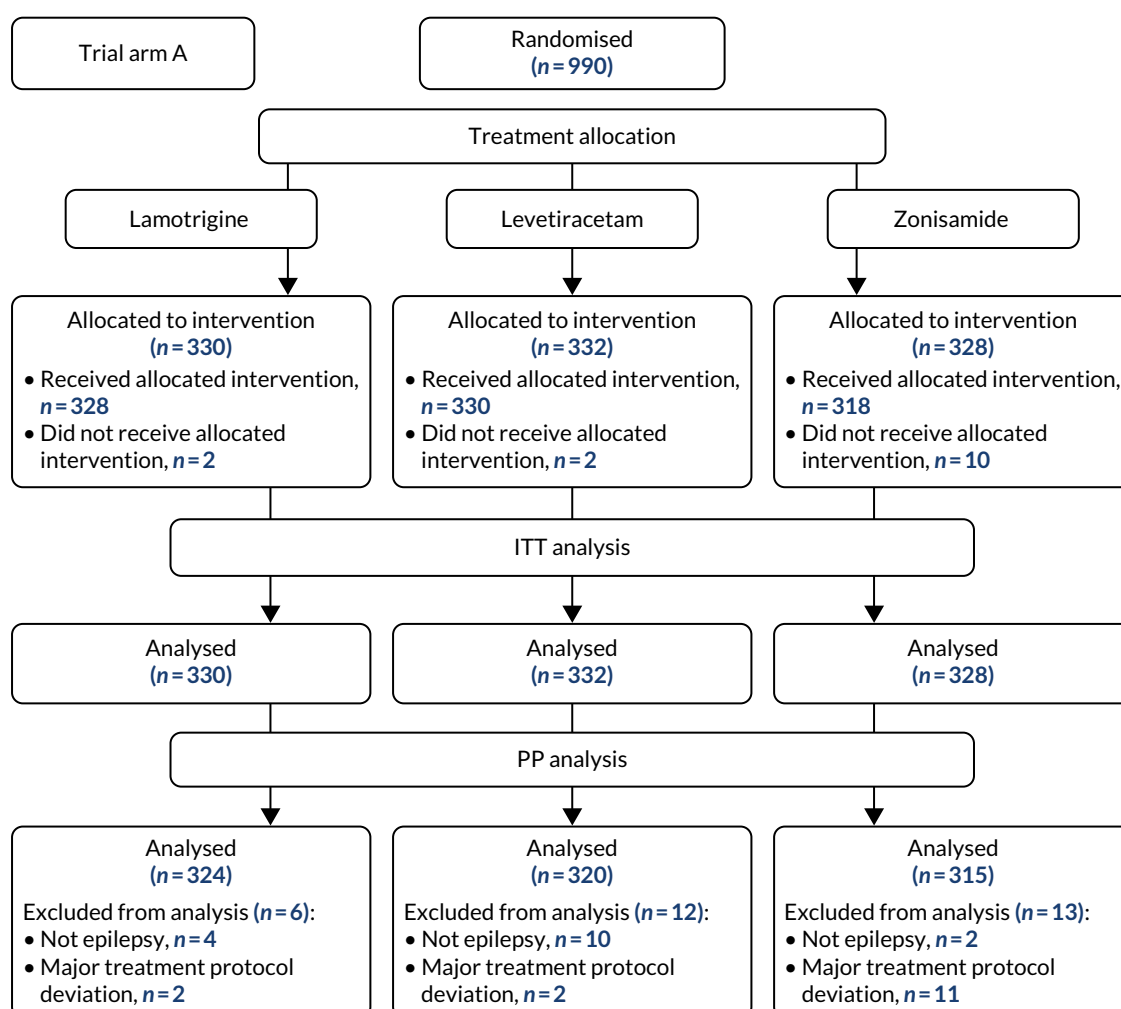 Trial arm A
Randomised
(n=990)
Treatment allocation
Lamotrigine
Levetiracetam
Zonisamide
Allocated to intervention
(n=330)
• Received allocated intervention,
n=328
• Did not receive allocated
intervention, n=2
Allocated to intervention
(n=332)
• Received allocated intervention,
n=330
• Did not receive allocated
intervention, n=2
Allocated to intervention
(n=328)
• Received allocated intervention,
n=318
• Did not receive allocated
intervention, n=10
ITT analysis
Analysed
(n=330)
Analysed
(n=332)
Analysed
(n=328)
PP analysis
Analysed
(n=324)
Excluded from analysis (n=6):
• Not epilepsy, n=4
• Major treatment protocol
deviation, n=2
Analysed
(n=320)
Excluded from analysis (n=12):
• Not epilepsy, n=10
• Major treatment protocol
deviation, n=2
Analysed
(n=315)
Excluded from analysis (n=13):
• Not epilepsy, n=2
• Major treatment protocol
deviation, n=11